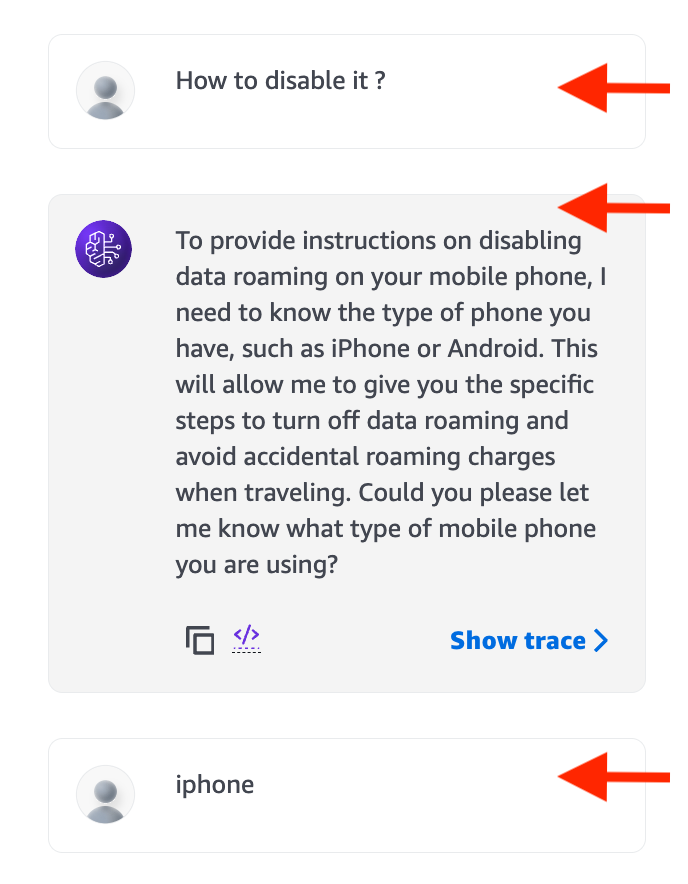 How to disable it ?
To provide instructions on disabling
data roaming on your mobile phone, I
need to know the type of phone you
have, such as iPhone or Android. This
will allow me to give you the specific
steps to turn off data roaming and
avoid accidental roaming charges
when traveling. Could you please let
me know what type of mobile phone
you are using?
</> Show trace
iphone